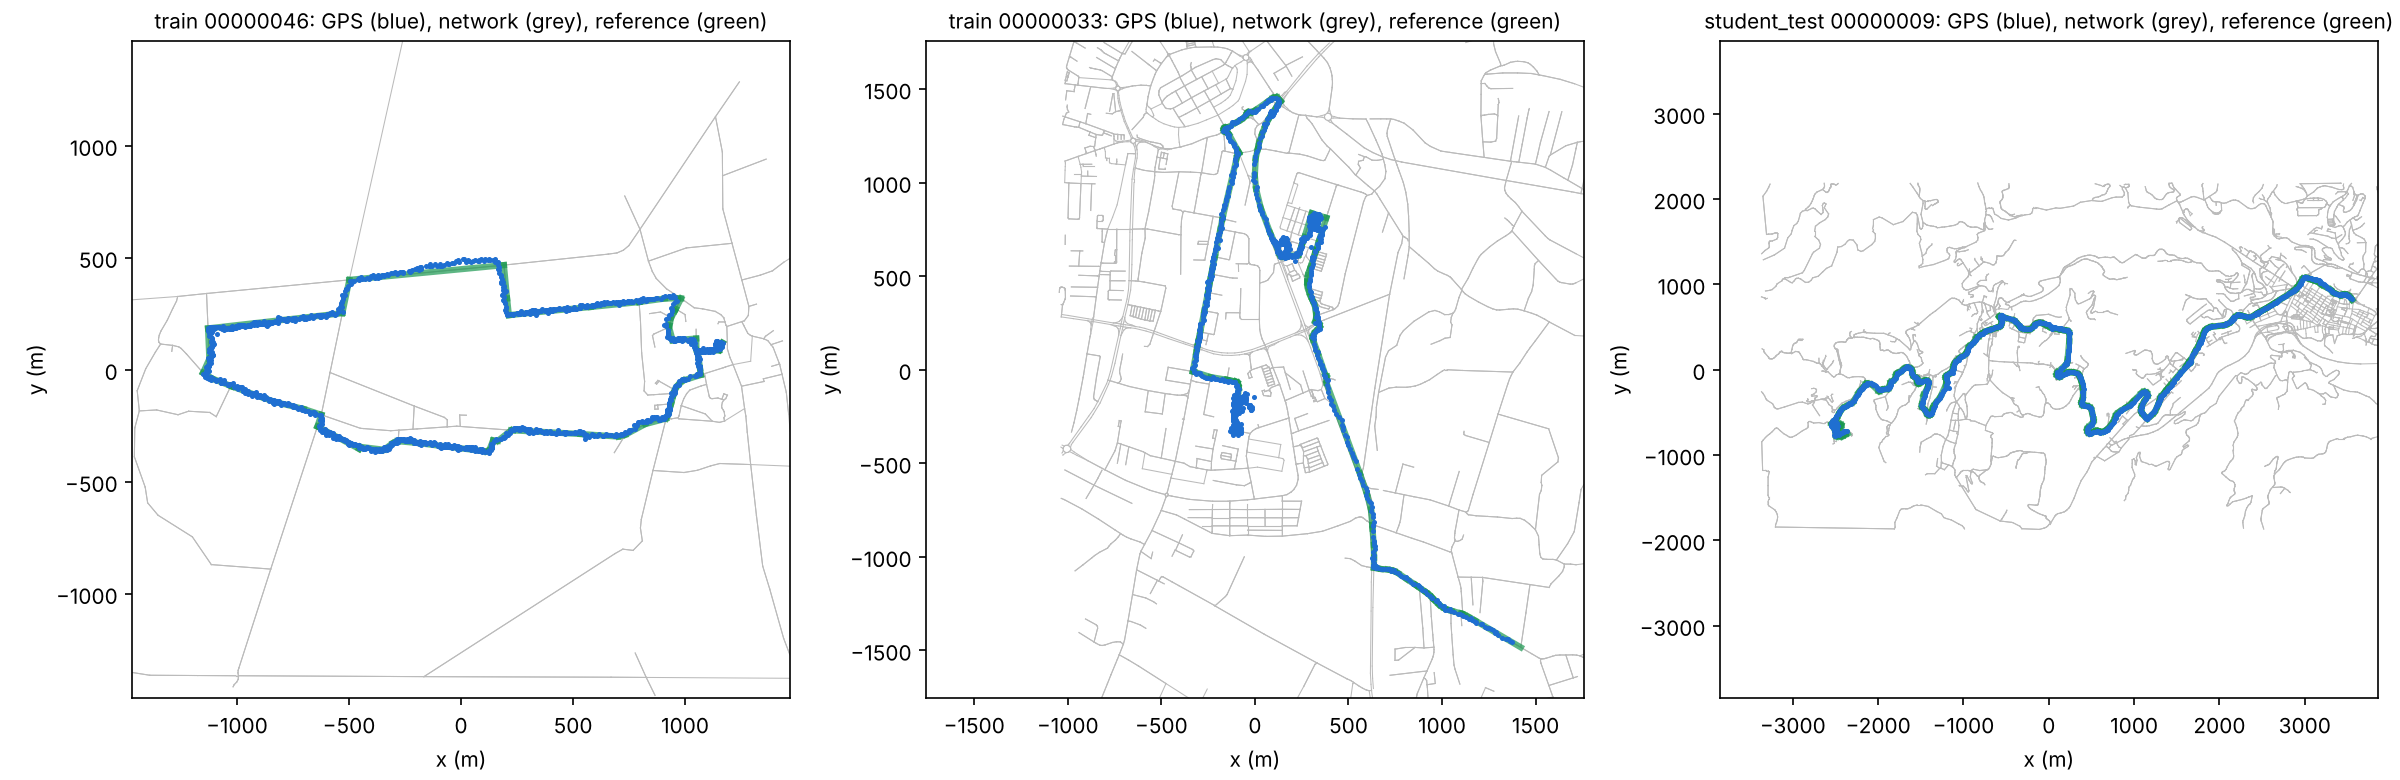 train 00000046: GPS (blue), network (grey), reference (green)
1000
500
0
−500
−1000
y (m)
−1000 −500 0 500 1000
x (m)
train 00000033: GPS (blue), network (grey), reference (green)
1500
1000
500
0
−500
−1000
−1500
y (m)
−1500 −1000 −500 0 500 1000 1500
x (m)
student_test 00000009: GPS (blue), network (grey), reference (green)
3000
2000
1000
0
−1000
−2000
−3000
y (m)
−3000 −2000 −1000 0 1000 2000 3000
x (m)